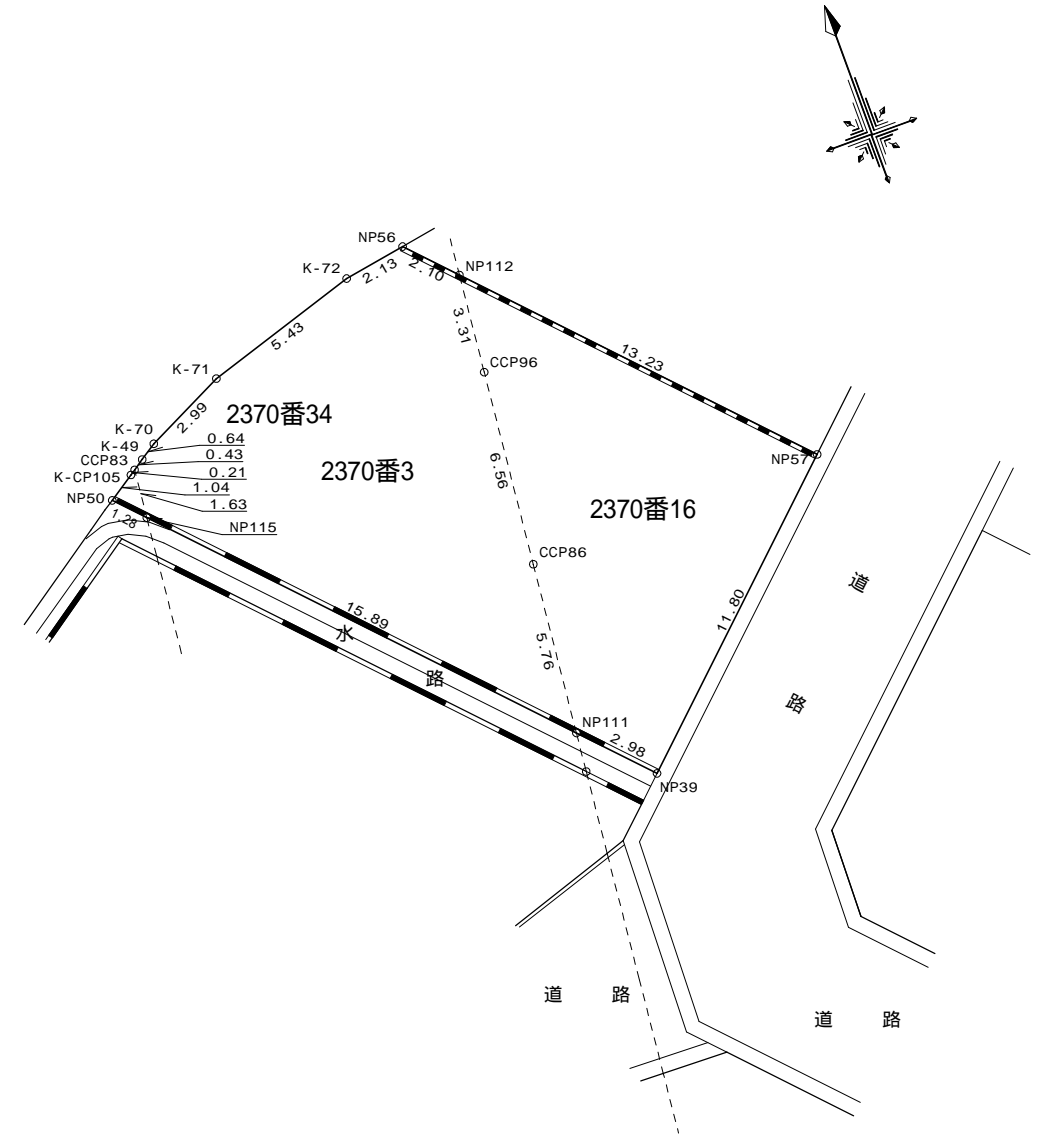 NP56
K-72
2.13
2.10
NP112
3.31
5.43
13.23
CCP96
K-71
2.99
2370番34
K-70
0.64
K-49
0.43
CCP83
0.21
K-CP105
1.04
NP50
1.63
1.28
NP115
2370番3
6.56
2370番16
NP57
CCP86
道
11.80
15.89
水
5.76
路
路
NP111
2.98
NP39
道 路
道 路